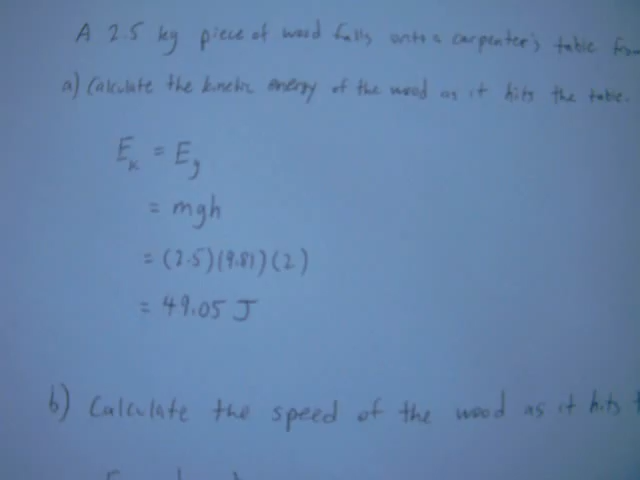 A 2.5 kg piece of wood falls onto a carpenter's table from
a) Calculate the kinetic energy of the wood as it hits the table.
Ek = Eg
= mgh
= (2.5)(9.81)(2)
= 49.05 J
b) Calculate the speed of the wood as it hits